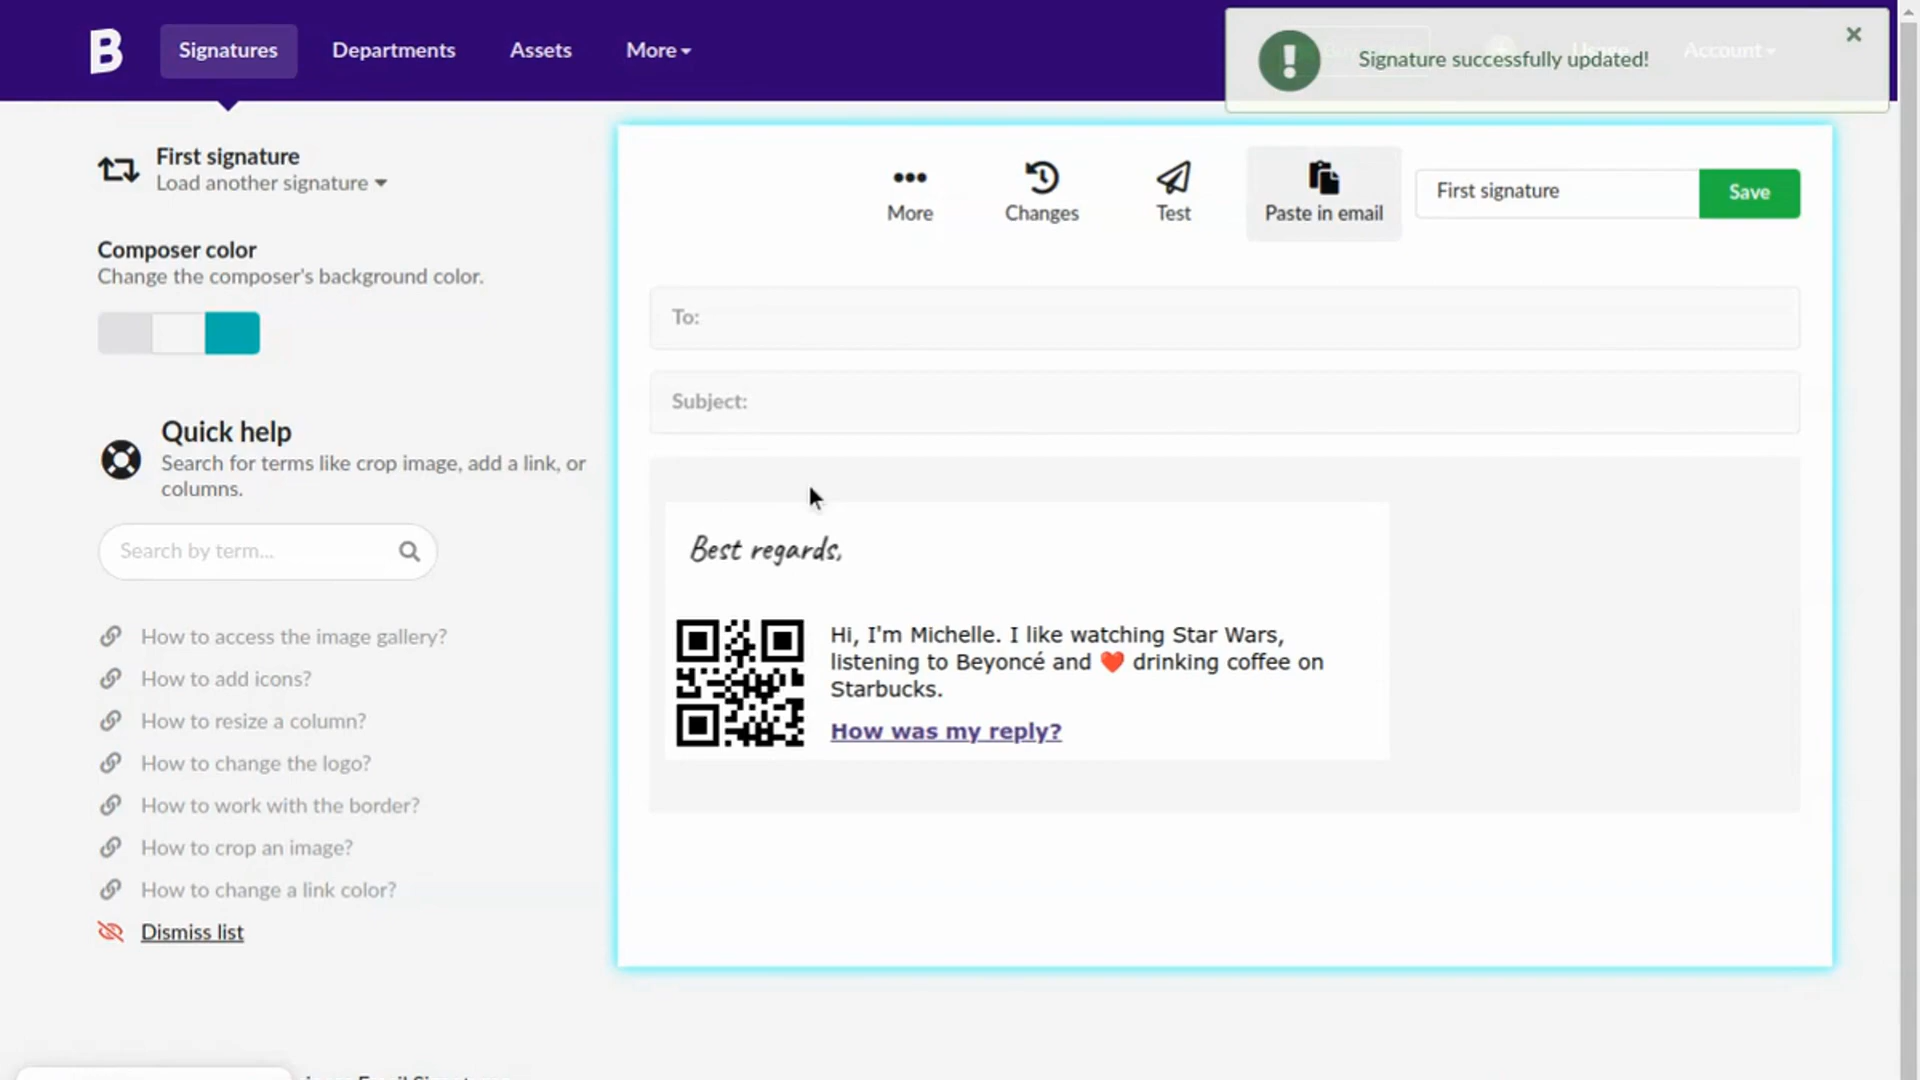 B
Signatures
Departments
Assets
More
Usage
Account
Signature successfully updated!
First signature
Load another signature
Composer color
Change the composer's background color.
Quick help
Search for terms like crop image, add a link, or
columns.
Search by term...
How to access the image gallery?
How to add icons?
How to resize a column?
How to change the logo?
How to work with the border?
How to crop an image?
How to change a link color?
Dismiss list
More
Changes
Test
Paste in email
First signature
Save
To:
Subject:
Best regards,
Hi, I'm Michelle. I like watching Star Wars,
listening to Beyoncé and ❤️ drinking coffee on
Starbucks.
How was my reply?